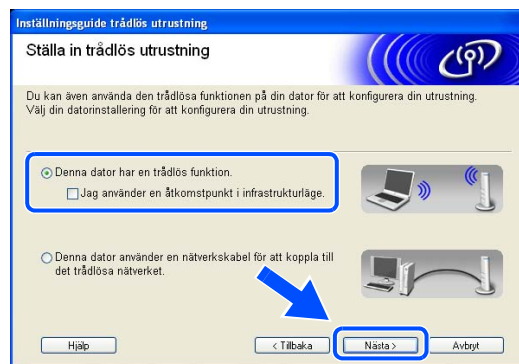 Inställningsguide trådlös utrustning
Ställa in trådlös utrustning
Du kan även använda den trådlösa funktionen på din dator för att konfigurera din utrustning.
Välj din datorinstallering för att konfigurera din utrustning.
Denna dator har en trådlös funktion.
Jag använder en åtkomstpunkt i infrastrukturläge.
Denna dator använder en nätverkskabel för att koppla till
det trådlösa nätverket.
Hjälp
< Tillbaka
Nästa >
Avbryt